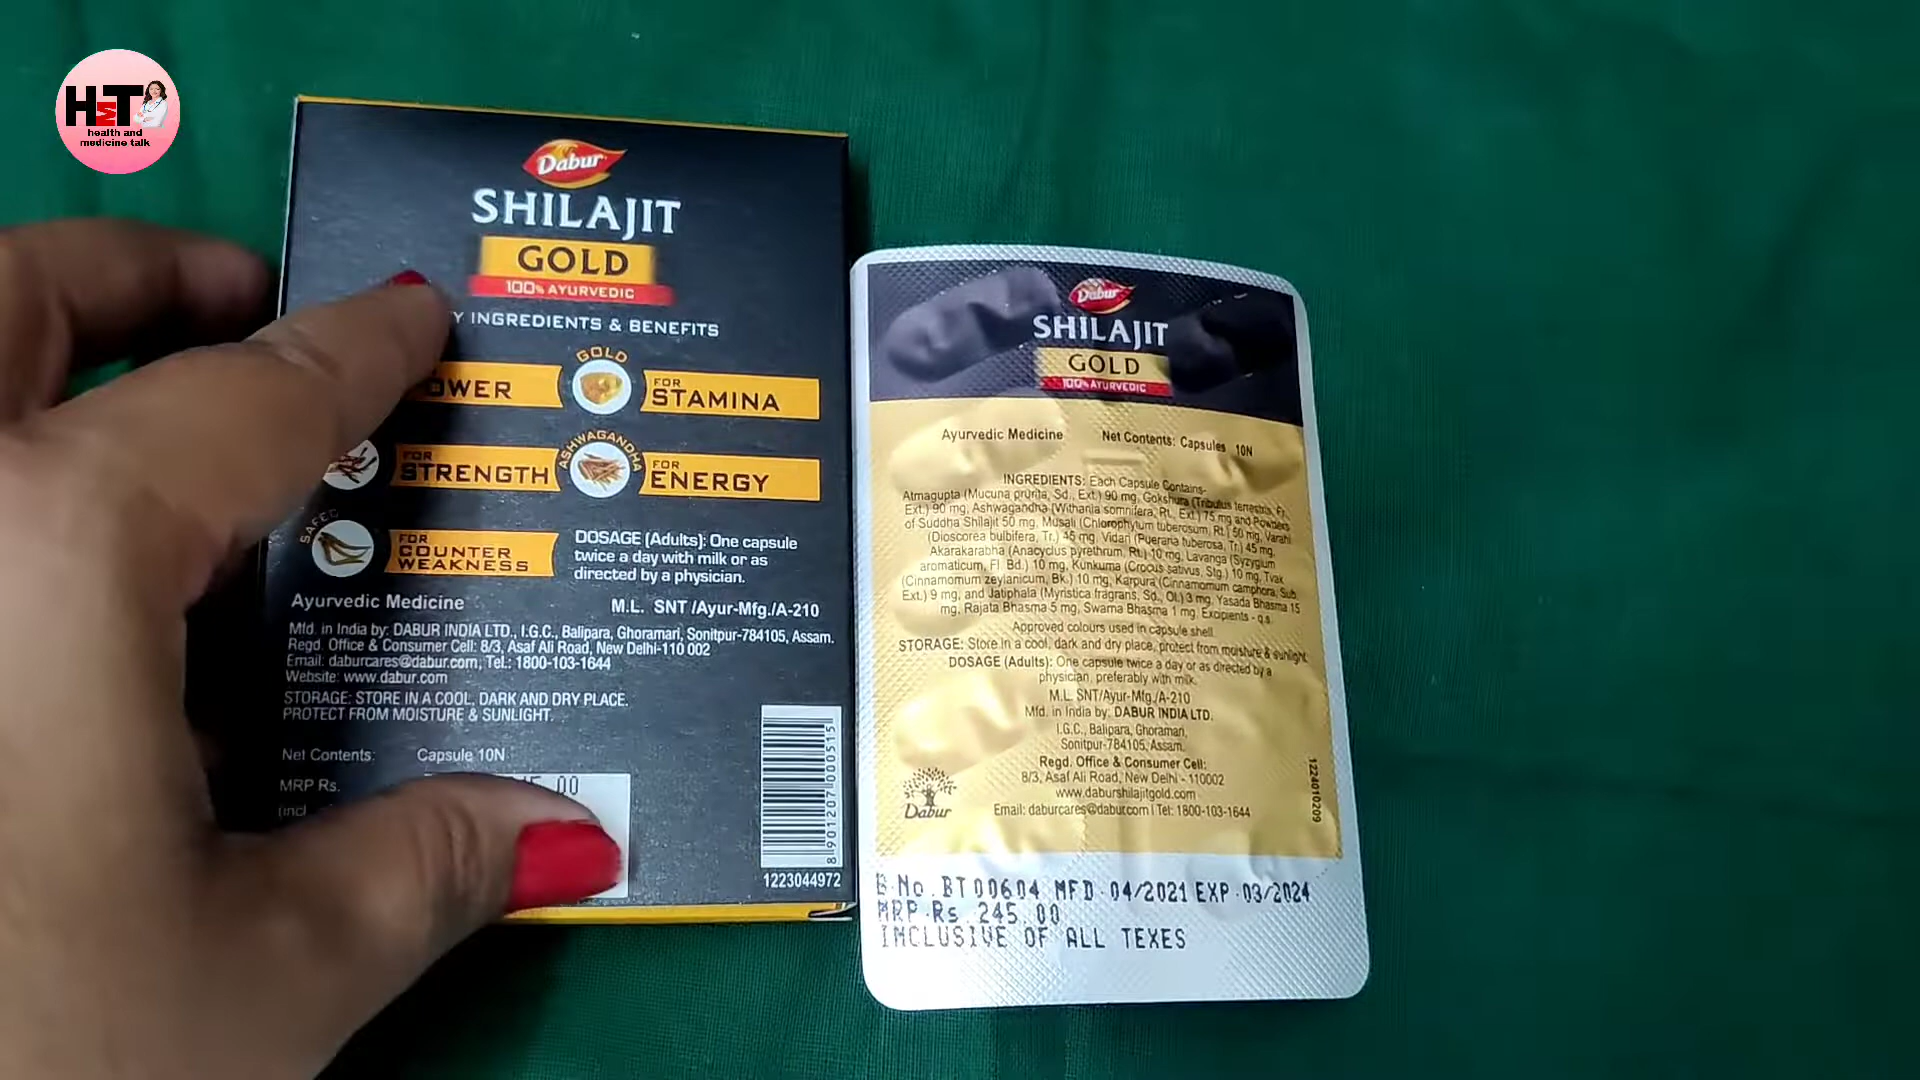 HMT
health and
medicine talk
Dabur
SHILAJIT
GOLD
100% AYURVEDIC
INGREDIENTS & BENEFITS
GOLD
FOR
STAMINA
FOR
STRENGTH
ASHWAGANDHA
FOR
ENERGY
SAFED
FOR
COUNTER
WEAKNESS
DOSAGE (Adults): One capsule
twice a day with milk or as
directed by a physician.
Ayurvedic Medicine
M.L. SNT /Ayur-Mfg./A-210
Mfd. in India by: DABUR INDIA LTD., I.G.C., Balipara, Ghoramari, Sonitpur-784105, Assam.
Regd. Office & Consumer Cell: 8/3, Asaf Ali Road, New Delhi-110 002
Email: daburcares@dabur.com, Tel.: 1800-103-1644
Website: www.dabur.com
STORAGE: STORE IN A COOL, DARK AND DRY PLACE.
PROTECT FROM MOISTURE & SUNLIGHT.
Net Contents: Capsule 10N
MRP Rs.
8 901207 000515
1223044972
Dabur
SHILAJIT
GOLD
100% AYURVEDIC
Ayurvedic Medicine Net Contents: Capsules 10N
INGREDIENTS: Each Capsule Contains-
Atmagupta (Mucuna prurita, Sd., Ext.) 90 mg, Gokshura (Tribulus terrestris, Fr.
Ext.) 90 mg, Ashwagandha (Withania somnifera, Rt., Ext.) 75 mg and Powders
of Suddha Shilajit 50 mg, Musali (Chlorophytum tuberosum, Rt.) 50 mg, Varahi
(Dioscorea bulbifera, Tr.) 45 mg, Vidari (Pueraria tuberosa, Tr.) 45 mg,
Akarakarabha (Anacyclus pyrethrum, Rt.) 10 mg, Lavanga (Syzygium
aromaticum, Fl. Bd.) 10 mg, Kunkuma (Crocus sativus, Stg.) 10 mg, Tvak
(Cinnamomum zeylanicum, Bk.) 10 mg, Karpura (Cinnamomum camphora, Sub.
Ext.) 9 mg, and Jatiphala (Myristica fragrans, Sd., Ol.) 3 mg, Yasada Bhasma 15
mg, Rajata Bhasma 5 mg, Swarna Bhasma 1 mg. Excipients - q.s.
Approved colours used in capsule shell.
STORAGE: Store in a cool, dark and dry place, protect from moisture & sunlight.
DOSAGE (Adults): One capsule twice a day or as directed by a
physician, preferably with milk.
M.L. SNT/Ayur-Mfg./A-210
Mfd. in India by: DABUR INDIA LTD.
I.G.C., Balipara, Ghoramari,
Sonitpur-784105, Assam.
Regd. Office & Consumer Cell:
8/3, Asaf Ali Road, New Delhi - 110002
www.daburshilajitgold.com
Email: daburcares@dabur.com | Tel: 1800-103-1644
Dabur
1224010209
B.No. BT00604 MFD.04/2021 EXP.03/2024
MRP.Rs. 245.00
INCLUSIVE OF ALL TEXES